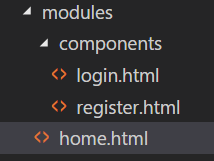 modules
components
<> login.html
<> register.html
<> home.html